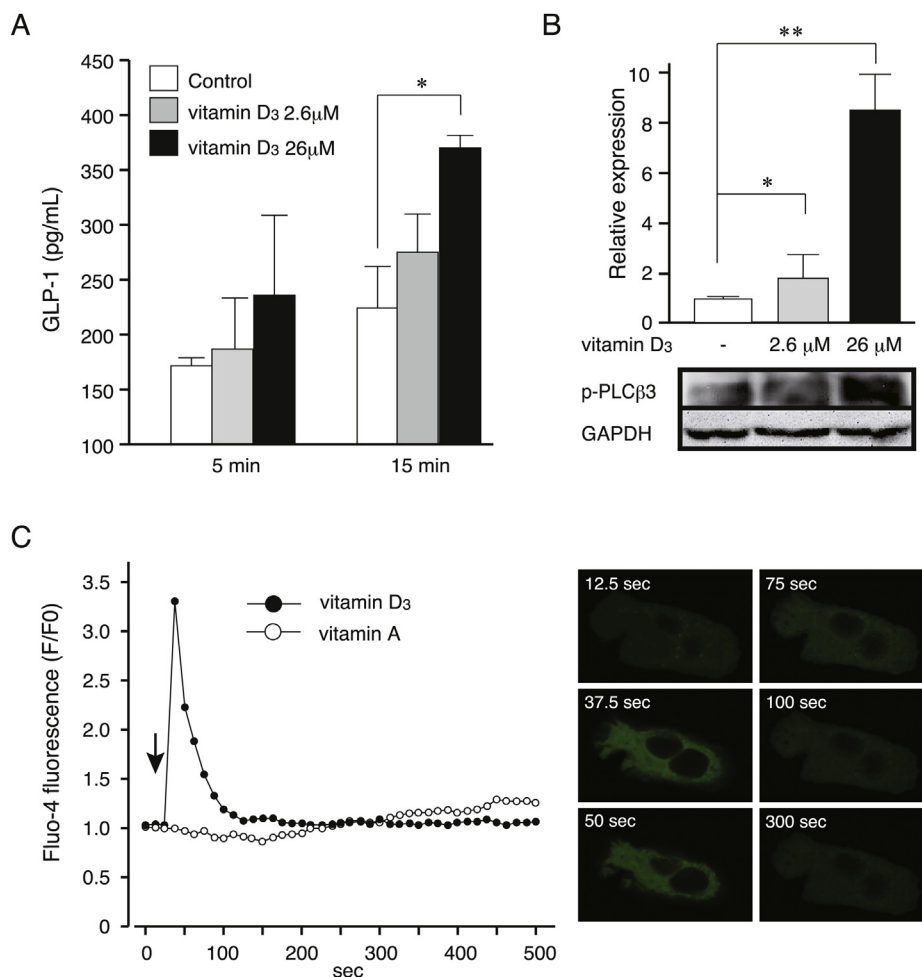 A
450
400
350
300
250
200
150
100
GLP-1 (pg/mL)
Control
vitamin D3 2.6μM
vitamin D3 26μM
*
5 min
15 min
B
**
*
10
8
6
4
2
0
Relative expression
vitamin D3 - 2.6 μM 26 μM
p-PLCβ3
GAPDH
C
3.5
3.0
2.5
2.0
1.5
1.0
0.5
0
Fluo-4 fluorescence (F/F0)
vitamin D3
vitamin A
0 100 200 300 400 500
sec
12.5 sec
75 sec
37.5 sec
100 sec
50 sec
300 sec